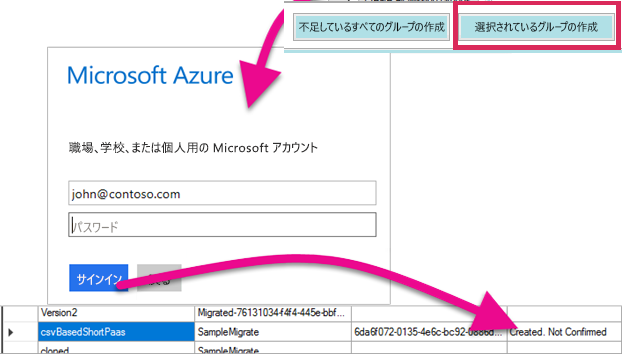 不足しているすべてのグループの作成
選択されているグループの作成
Microsoft Azure
職場、学校、または個人用の Microsoft アカウント
john@contoso.com
パスワード
サインイン
Version2 Migrated-76131034-f4f4-445e-bbf...
csvBasedShortPaas SampleMigrate 6da6f072-0135-4e6c-bc92-b886d... Created. Not Confirmed
cloned SampleMigrate